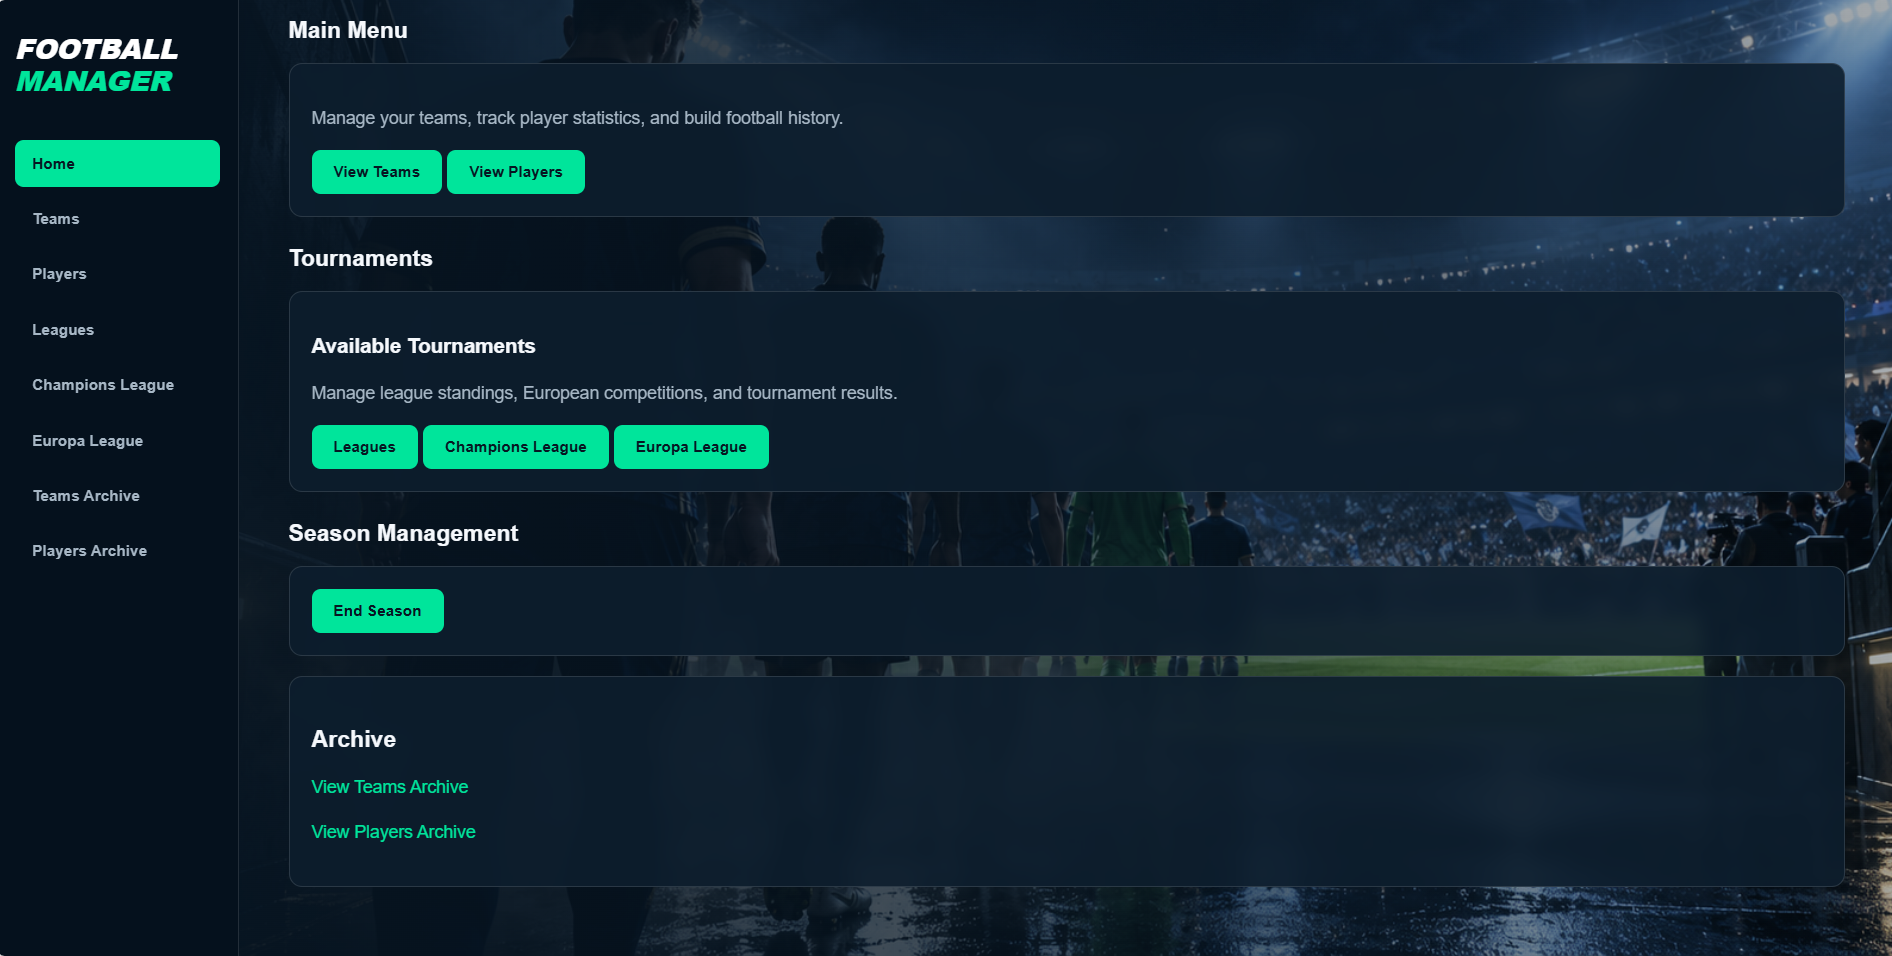 FOOTBALL
MANAGER
Home
Teams
Players
Leagues
Champions League
Europa League
Teams Archive
Players Archive
Main Menu
Manage your teams, track player statistics, and build football history.
View Teams View Players
Tournaments
Available Tournaments
Manage league standings, European competitions, and tournament results.
Leagues Champions League Europa League
Season Management
End Season
Archive
View Teams Archive
View Players Archive